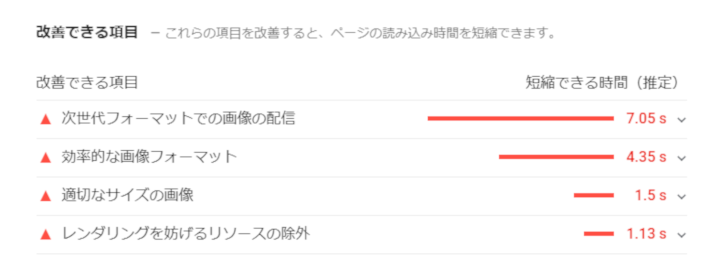 改善できる項目 — これらの項目を改善すると、ページの読み込み時間を短縮できます。
改善できる項目 短縮できる時間（推定）
次世代フォーマットでの画像の配信 7.05 s
効率的な画像フォーマット 4.35 s
適切なサイズの画像 1.5 s
レンダリングを妨げるリソースの除外 1.13 s